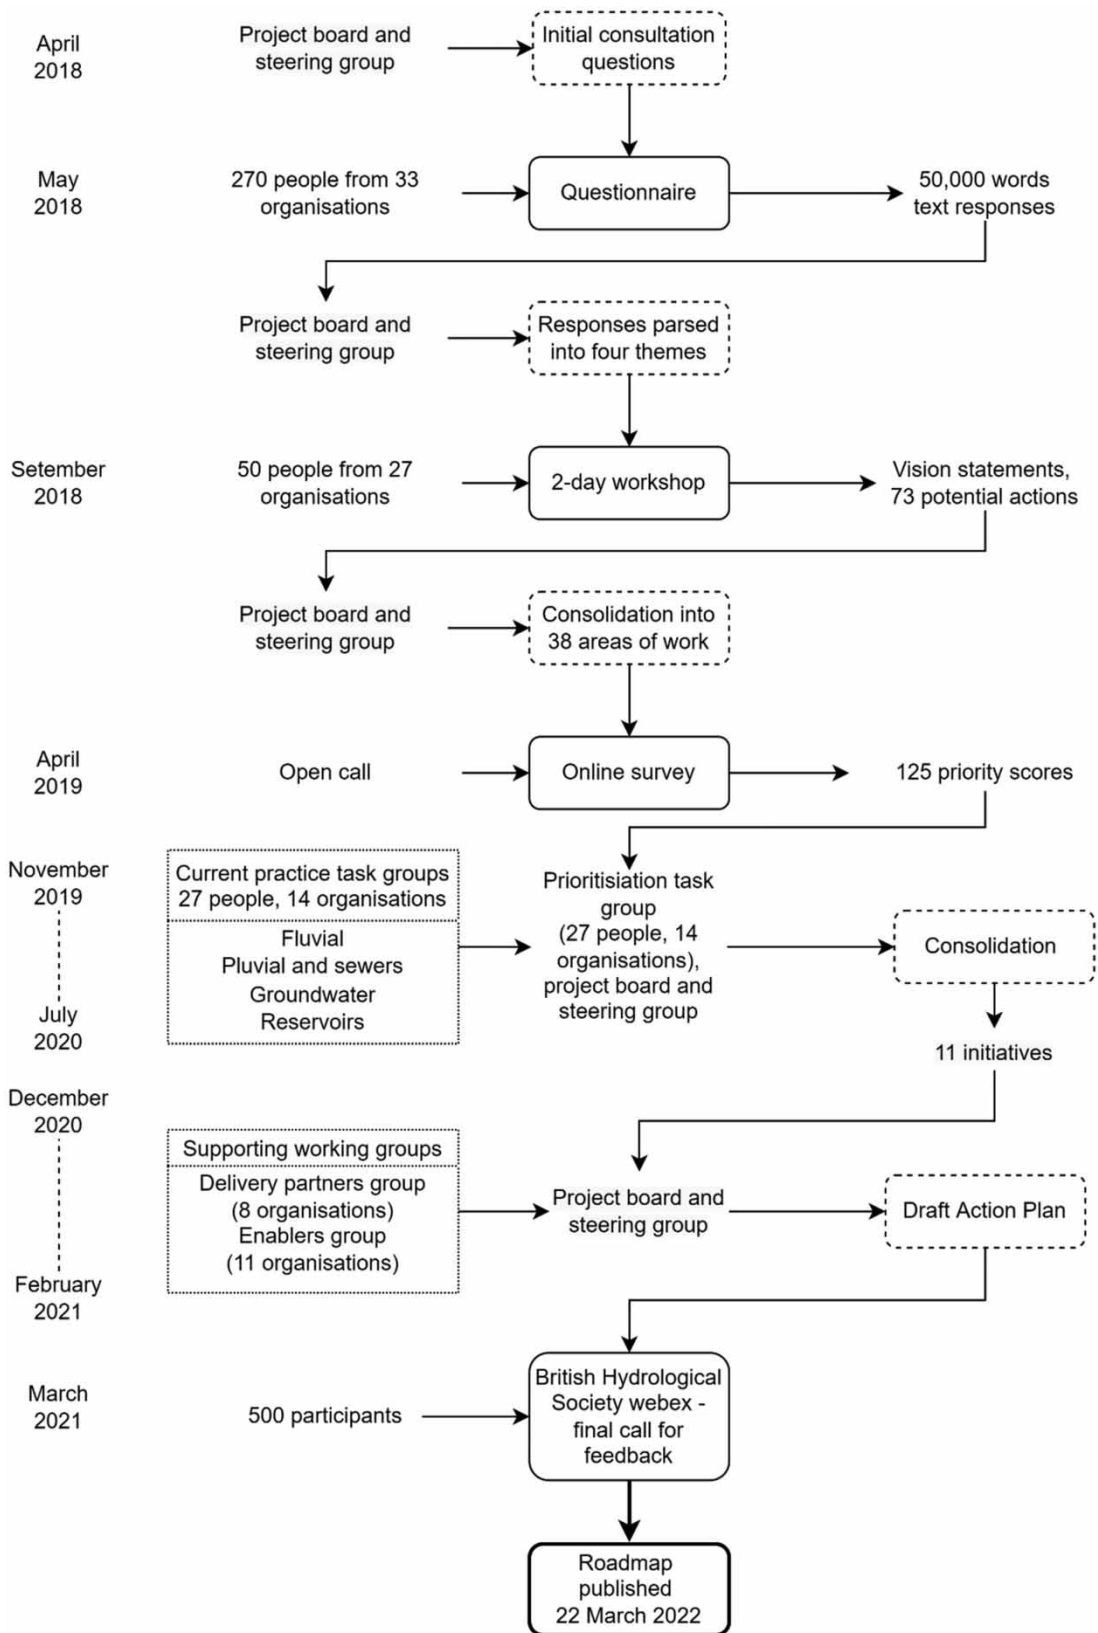 April
2018
Project board and
steering group
Initial consultation
questions
May
2018
270 people from 33
organisations
Questionnaire
50,000 words
text responses
Project board and
steering group
Responses parsed
into four themes
Setember
2018
50 people from 27
organisations
2-day workshop
Vision statements,
73 potential actions
Project board and
steering group
Consolidation into
38 areas of work
April
2019
Open call
Online survey
125 priority scores
November
2019
July
2020
Current practice task groups
27 people, 14 organisations
Fluvial
Pluvial and sewers
Groundwater
Reservoirs
Prioritisiation task
group
(27 people, 14
organisations),
project board and
steering group
Consolidation
11 initiatives
December
2020
February
2021
Supporting working groups
Delivery partners group
(8 organisations)
Enablers group
(11 organisations)
Project board and
steering group
Draft Action Plan
March
2021
500 participants
British Hydrological
Society webex -
final call for
feedback
Roadmap
published
22 March 2022